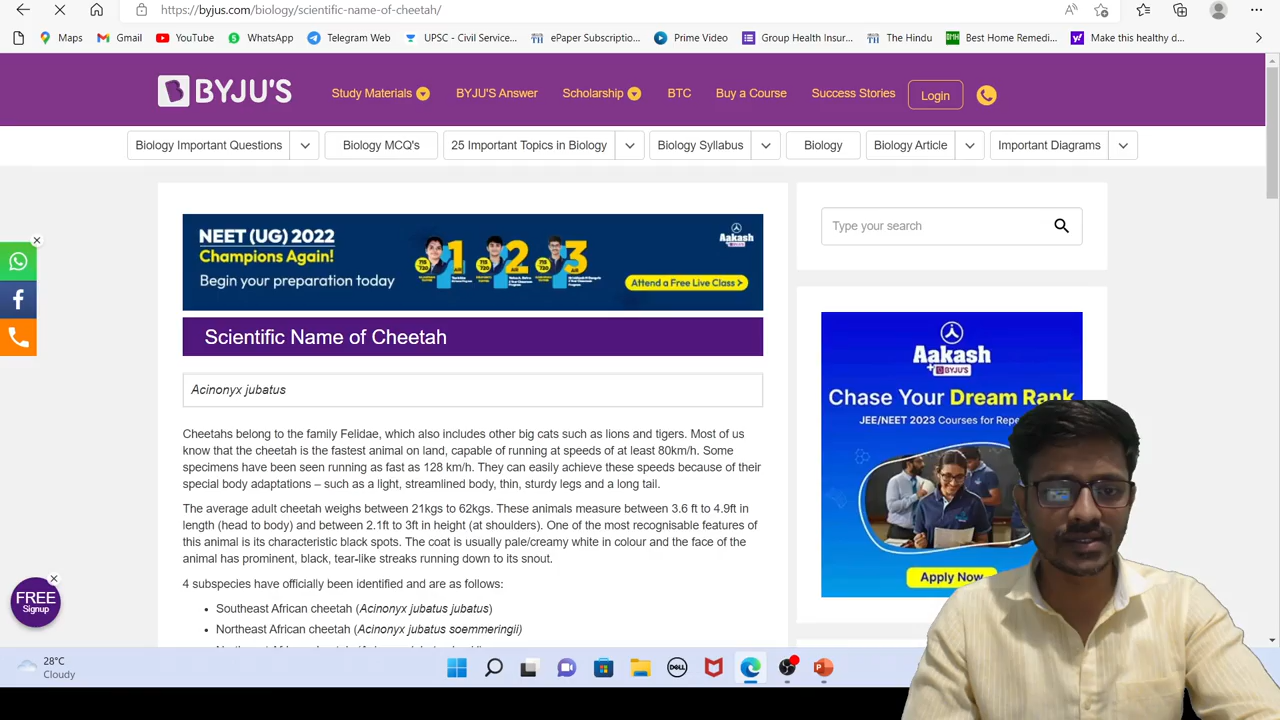 https://byjus.com/biology/scientific-name-of-cheetah/
Maps Gmail YouTube WhatsApp Telegram Web UPSC - Civil Service... ePaper Subscriptio... Prime Video Group Health Insur... The Hindu Best Home Remedi... Make this healthy d...
BYJU'S Study Materials BYJU'S Answer Scholarship BTC Buy a Course Success Stories Login
Biology Important Questions Biology MCQ's 25 Important Topics in Biology Biology Syllabus Biology Biology Article Important Diagrams
NEET (UG) 2022
Champions Again!
Begin your preparation today
1 2 3
Aakash
Attend a Free Live Class >
Type your search
Scientific Name of Cheetah
Acinonyx jubatus
Cheetahs belong to the family Felidae, which also includes other big cats such as lions and tigers. Most of us
know that the cheetah is the fastest animal on land, capable of running at speeds of at least 80km/h. Some
specimens have been seen running as fast as 128 km/h. They can easily achieve these speeds because of their
special body adaptations – such as a light, streamlined body, thin, sturdy legs and a long tail.
The average adult cheetah weighs between 21kgs to 62kgs. These animals measure between 3.6 ft to 4.9ft in
length (head to body) and between 2.1ft to 3ft in height (at shoulders). One of the most recognisable features of
this animal is its characteristic black spots. The coat is usually pale/creamy white in colour and the face of the
animal has prominent, black, tear-like streaks running down to its snout.
4 subspecies have officially been identified and are as follows:
Southeast African cheetah (Acinonyx jubatus jubatus)
Northeast African cheetah (Acinonyx jubatus soemmeringii)
Aakash
BYJU'S
Chase Your Dream Rank
JEE/NEET 2023 Courses for Repe
Apply Now
FREE
Signup
28°C
Cloudy
DELL